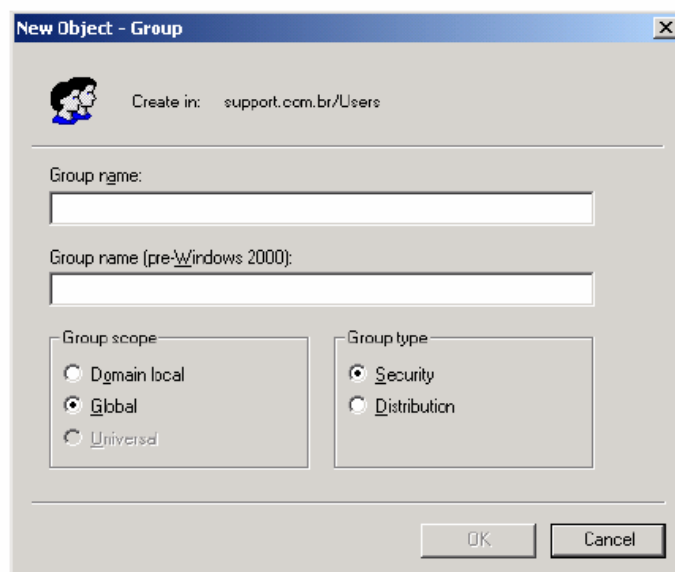 New Object - Group
Create in: support.com.br/Users
Group name:
Group name (pre-Windows 2000):
Group scope
Domain local
Global
Universal
Group type
Security
Distribution
OK
Cancel